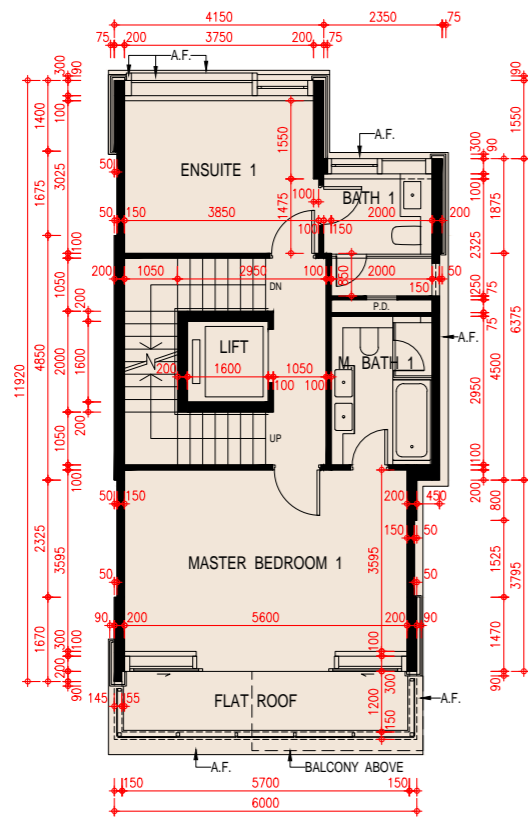 4150 2350
75 200 3750 200 75 75
A.F.
300 190
1400 100
A.F.
1550
1550
300 90
50 ENSUITE 1
1675 3025
100
100 BATH 1
1875
1475
150 3850 100 150 2000 200
2325
100
850
200 1050 2950 100 2000 50
1050 200 DN 150 250
75
P.D.
75
6375
LIFT A.F.
M. BATH 1
11920 4850 2000 1600
200 1600 1050
100 100
4500
2950
1050
UP
100
100
200
50 150 200 450
800
2325 3595
150 50
3595
1525
MASTER BEDROOM 1
3795
50 50
90 200 5600 200 90
1670 1470
300 100
100
200
300
90
90
FLAT ROOF
145 55 1200 A.F.
150
A.F. BALCONY ABOVE
150 5700 150
6000